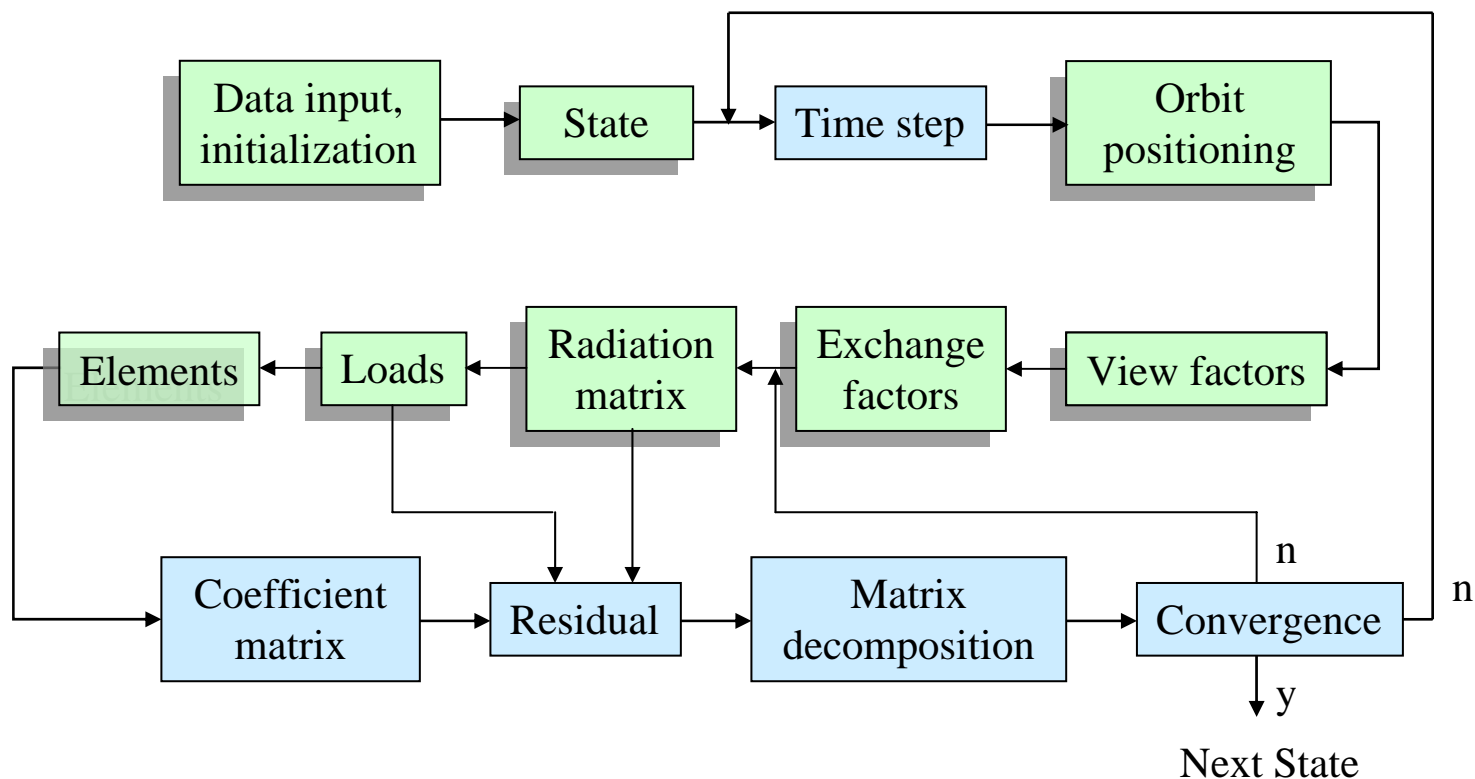 Data input,
initialization
State
Time step
Orbit
positioning
Elements
Elements
Loads
Radiation
matrix
Exchange
factors
View factors
Coefficient
matrix
Residual
Matrix
decomposition
Convergence
n
n
y
Next State